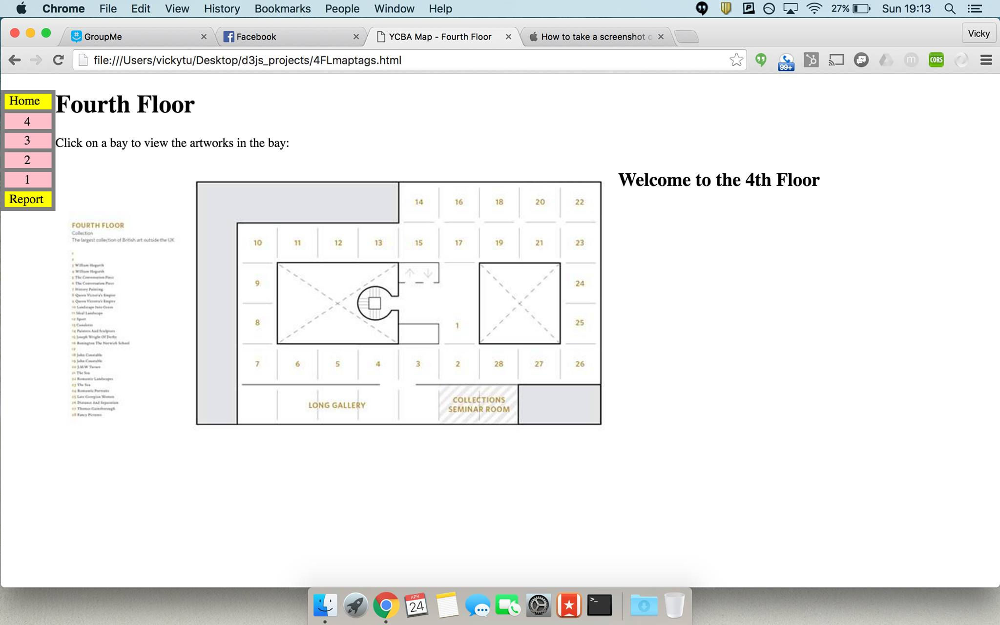 Chrome File Edit View History Bookmarks People Window Help 27% Sun 19:13
GroupMe Facebook YCBA Map - Fourth Floor How to take a screenshot Vicky
file:///Users/vickytu/Desktop/d3js_projects/4FLmaptags.html 99+ m CORS
Home
4
3
2
1
Report
Fourth Floor
Click on a bay to view the artworks in the bay:
Welcome to the 4th Floor
FOURTH FLOOR
Collection
The largest collection of British art outside the UK
3 William Hogarth
4 William Hogarth
5 The Conversation Piece
6 The Conversation Piece
7 History Painting
8 Queen Victoria's Empire
9 Queen Victoria's Empire
10 Landscape Into Genre
11 Ideal Landscape
12 Sport
13 Canaletto
14 Painters And Sculptors
15 Joseph Wright Of Derby
16 Bonington The Norwich School
17
18 John Constable
19 John Constable
20 J.M.W Turner
21 The Sea
22 Romantic Landscapes
23 The Sea
24 Romantic Portraits
25 Late Georgian Women
26 Distance And Separation
27 Thomas Gainsborough
28 Fancy Pictures
14 16 18 20 22
10 11 12 13 15 17 19 21 23
9 24
8 1 25
7 6 5 4 3 2 28 27 26
LONG GALLERY
COLLECTIONS
SEMINAR ROOM
APR
24